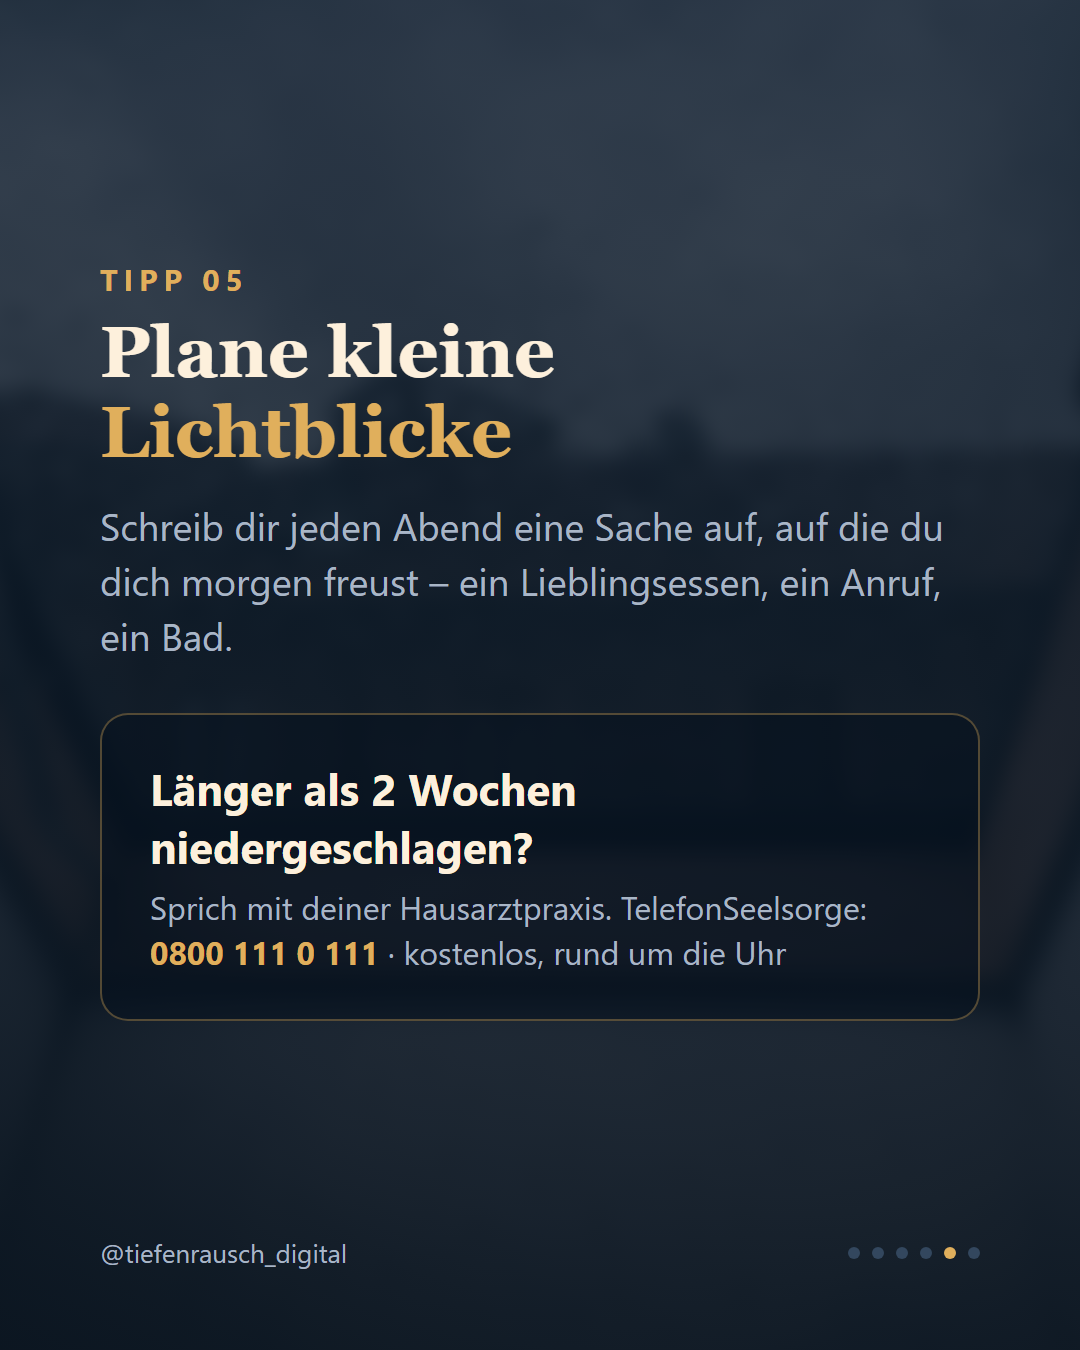 TIPP 05
Plane kleine
Lichtblicke
Schreib dir jeden Abend eine Sache auf, auf die du
dich morgen freust – ein Lieblingsessen, ein Anruf,
ein Bad.
Länger als 2 Wochen
niedergeschlagen?
Sprich mit deiner Hausarztpraxis. TelefonSeelsorge:
0800 111 0 111 · kostenlos, rund um die Uhr
@tiefenrausch_digital